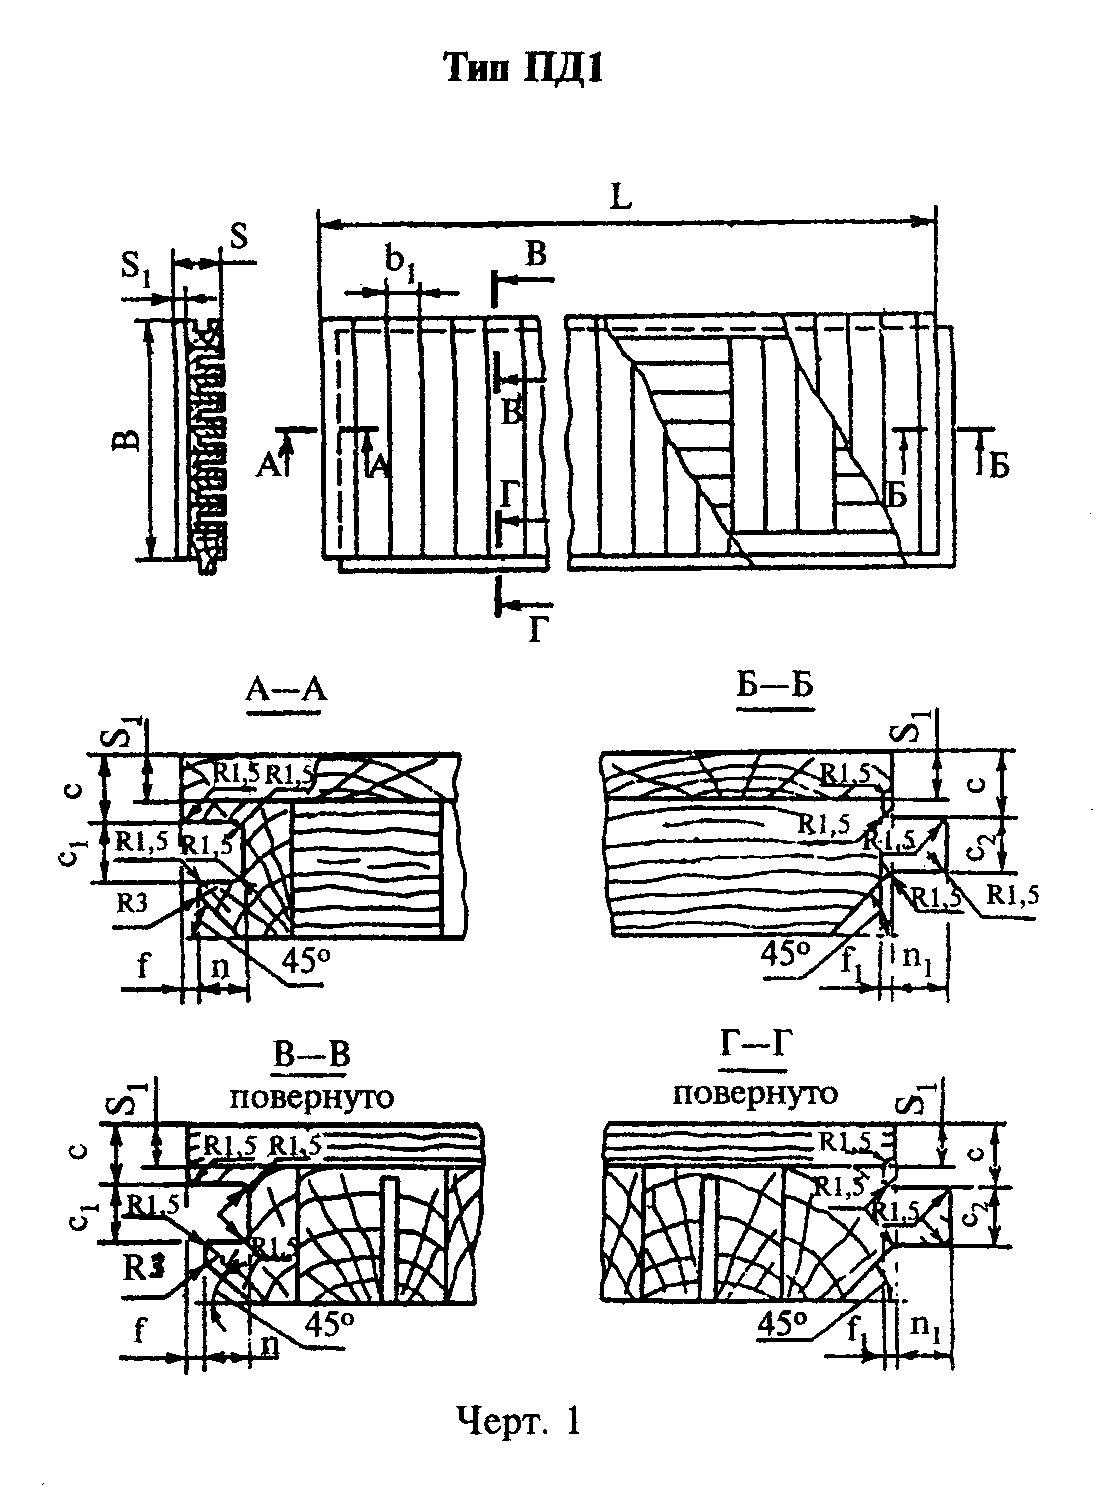 Тип ПД1
L
S
S₁
b₁
В
В
В
А
А
Г
Б
Б
Г
А—А
Б—Б
S₁
S₁
R1,5 R1,5
R1,5
c
c
R1,5
R1,5
R1,5
R1,5
c₁
c₂
R3
R1,5
R1,5
f
n
45°
45°
f₁
n₁
В—В
Г—Г
повернуто
повернуто
S₁
S₁
R1,5
R1,5
R1,5
c
c
R1,5
R1,5
R1,5
R1,5
c₁
c₂
R3
f
45°
n
45°
f₁
n₁
Черт. 1